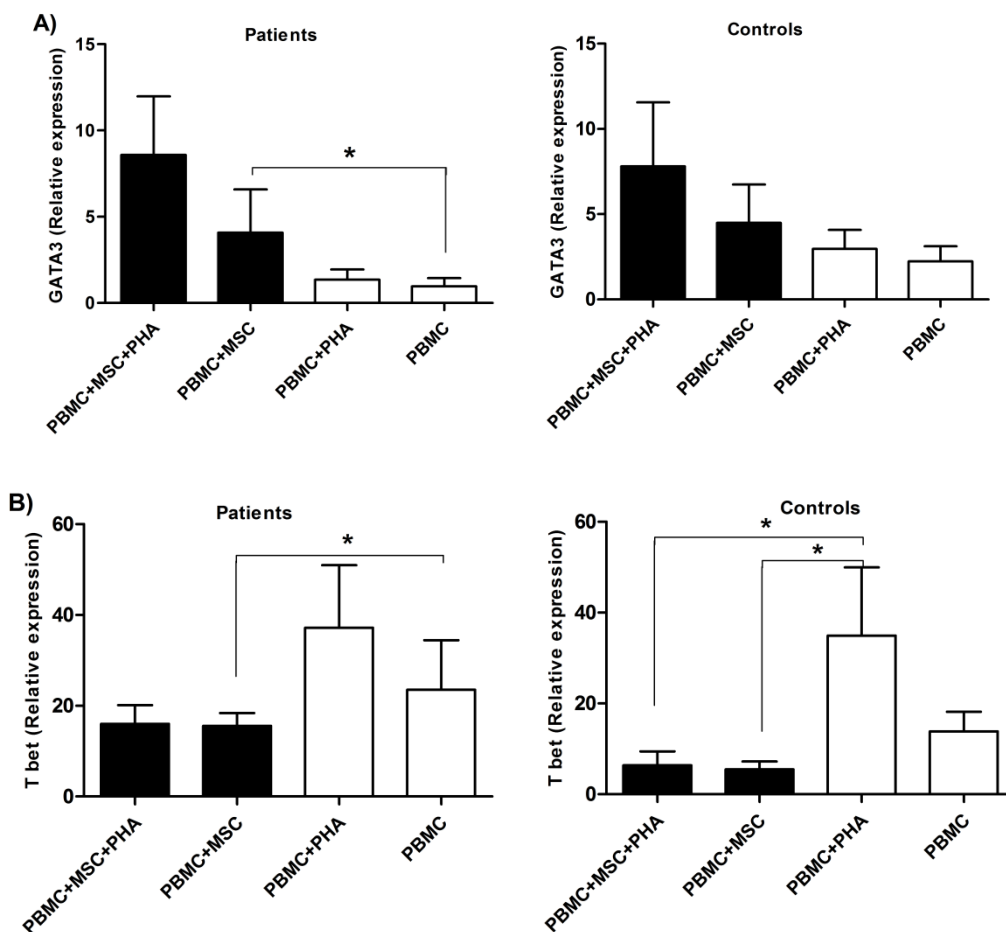 A)
Patients
GATA3 (Relative expression)
15
10
5
0
*
PBMC+MSC+PHA
PBMC+MSC
PBMC+PHA
PBMC
Controls
GATA3 (Relative expression)
15
10
5
0
PBMC+MSC+PHA
PBMC+MSC
PBMC+PHA
PBMC
B)
Patients
T bet (Relative expression)
60
40
20
0
*
PBMC+MSC+PHA
PBMC+MSC
PBMC+PHA
PBMC
Controls
T bet (Relative expression)
60
40
20
0
*
*
PBMC+MSC+PHA
PBMC+MSC
PBMC+PHA
PBMC